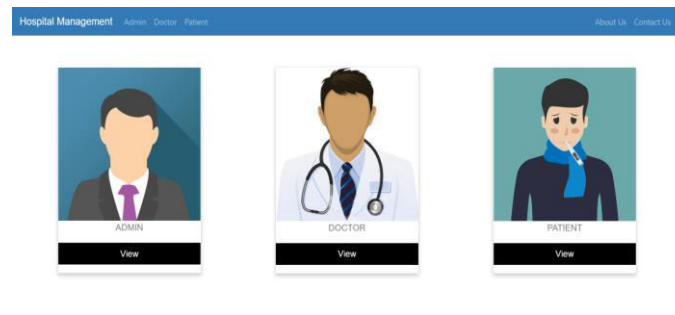 Hospital Management Admin Doctor Patient About Us Contact Us
ADMIN DOCTOR PATIENT
View View View